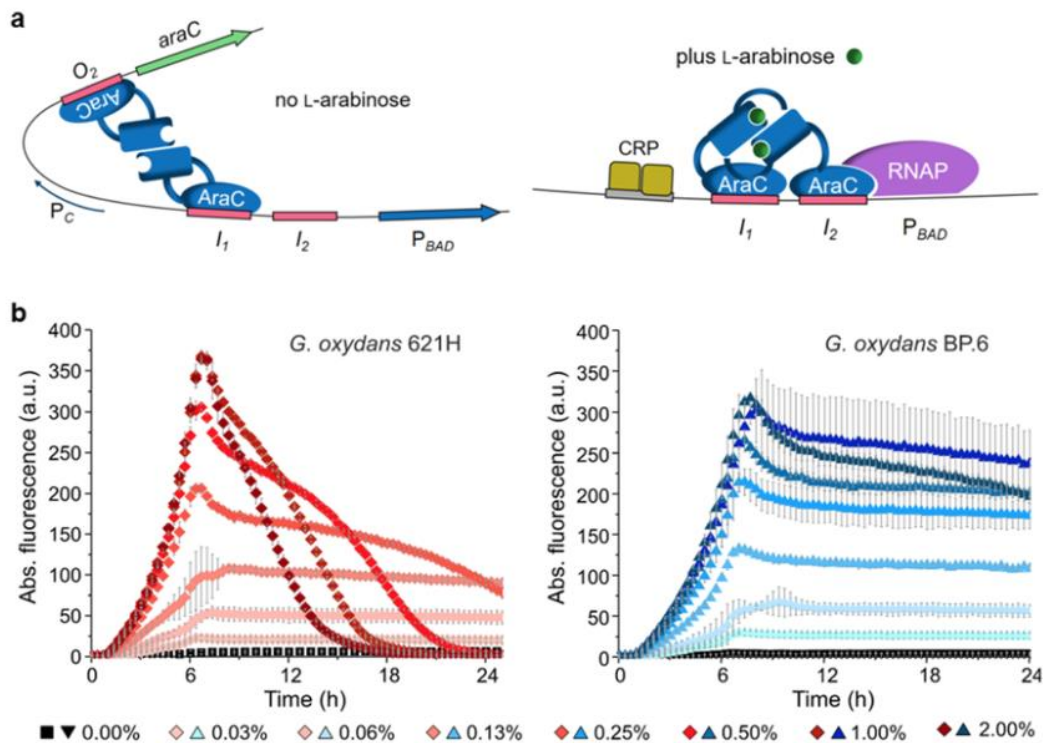 a
araC
O2
AraC
no L-arabinose
AraC
PC
I1
I2
PBAD
plus L-arabinose
CRP
AraC
AraC
RNAP
I1
I2
PBAD
b
G. oxydans 621H
Abs. fluorescence (a.u.)
400
350
300
250
200
150
100
50
0
0 6 12 18 24
Time (h)
G. oxydans BP.6
Abs. fluorescence (a.u.)
400
350
300
250
200
150
100
50
0
0 6 12 18 24
Time (h)
0.00% 0.03% 0.06% 0.13% 0.25% 0.50% 1.00% 2.00%